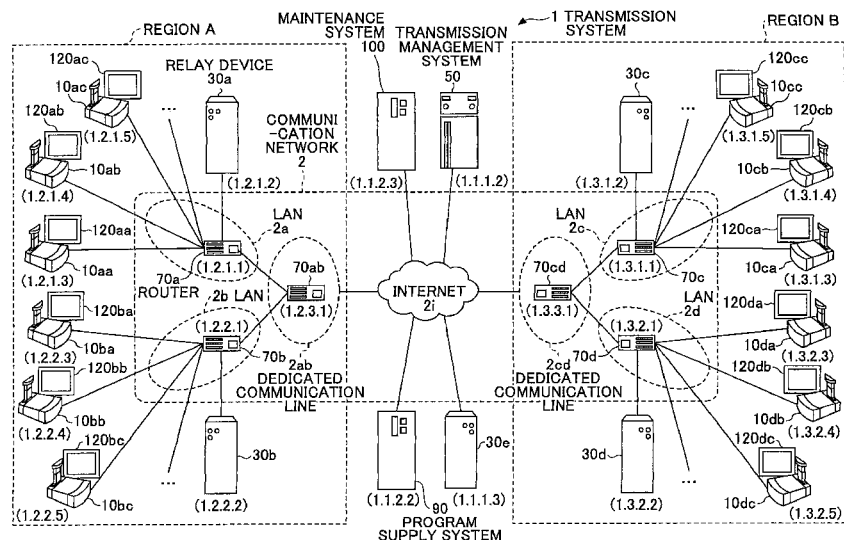 MAINTENANCE
SYSTEM
100
TRANSMISSION
MANAGEMENT
SYSTEM
50
1 TRANSMISSION
SYSTEM
REGION A
REGION B
120ac
10ac
(1.2.1.5)
...
RELAY DEVICE
30a
(1.2.1.2)
120ab
10ab
(1.2.1.4)
120aa
10aa
(1.2.1.3)
COMMUNI
-CATION
NETWORK
2
(1.1.2.3)
(1.1.1.2)
LAN
2a
70a
ROUTER
(1.2.1.1)
70ab
(1.2.3.1)
2b LAN
(1.2.2.1)
70b
2ab
DEDICATED
COMMUNICATION
LINE
INTERNET
2i
120ba
10ba
(1.2.2.3)
120bb
10bb
(1.2.2.4)
120bc
10bc
(1.2.2.5)
...
30b
(1.2.2.2)
90
(1.1.2.2)
PROGRAM
SUPPLY SYSTEM
30e
(1.1.1.3)
30c
(1.3.1.2)
...
120cc
10cc
(1.3.1.5)
120cb
10cb
(1.3.1.4)
120ca
10ca
(1.3.1.3)
LAN
2c
(1.3.1.1)
70c
70cd
(1.3.3.1)
LAN
2d
(1.3.2.1)
70d
2cd
DEDICATED
COMMUNICATION
LINE
120da
10da
(1.3.2.3)
120db
10db
(1.3.2.4)
120dc
10dc
(1.3.2.5)
...
30d
(1.3.2.2)